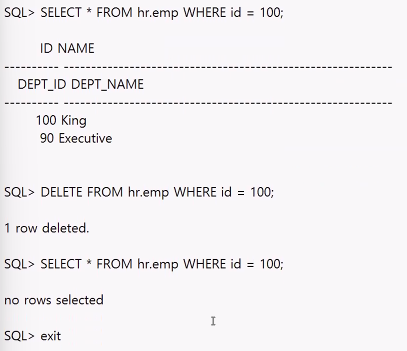 SQL> SELECT * FROM hr.emp WHERE id = 100;
ID NAME
---------- ------------------------------------------------------------
DEPT_ID DEPT_NAME
---------- ------------------------------------------------------------
100 King
90 Executive
SQL> DELETE FROM hr.emp WHERE id = 100;
1 row deleted.
SQL> SELECT * FROM hr.emp WHERE id = 100;
no rows selected
SQL> exit